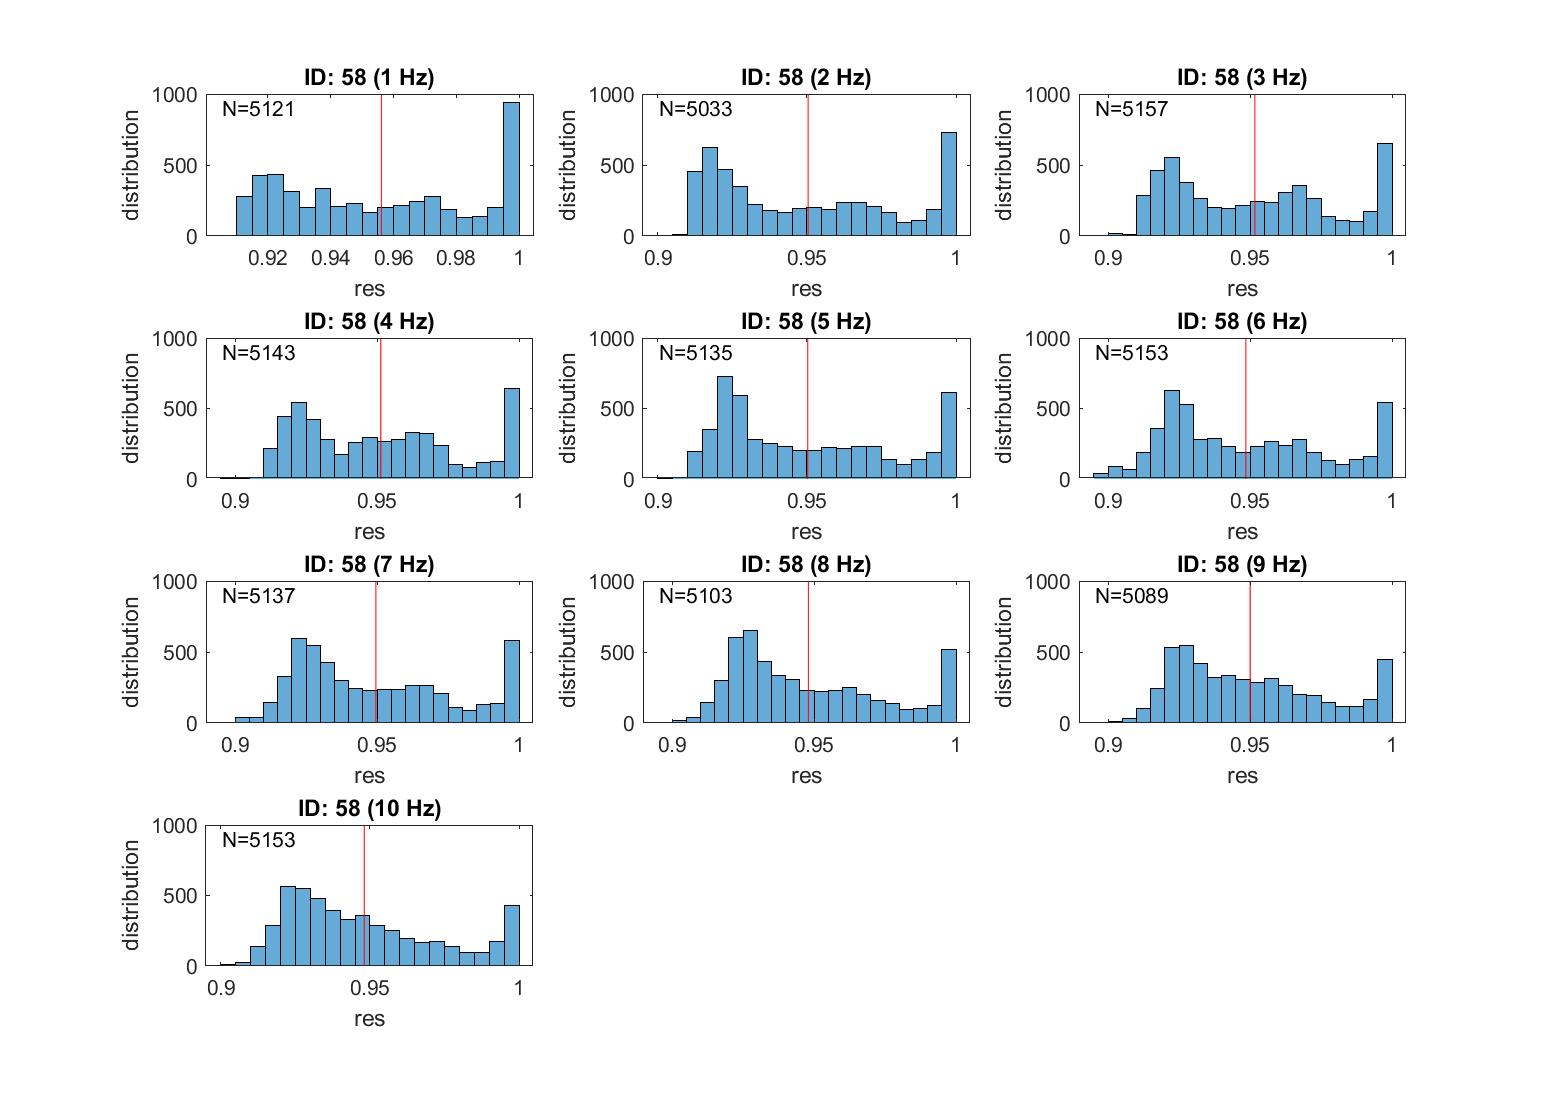 ID: 58 (1 Hz)
N=5121
distribution
1000
500
0
0.92 0.94 0.96 0.98 1
res
ID: 58 (2 Hz)
N=5033
distribution
1000
500
0
0.9 0.95 1
res
ID: 58 (3 Hz)
N=5157
distribution
1000
500
0
0.9 0.95 1
res
ID: 58 (4 Hz)
N=5143
distribution
1000
500
0
0.9 0.95 1
res
ID: 58 (5 Hz)
N=5135
distribution
1000
500
0
0.9 0.95 1
res
ID: 58 (6 Hz)
N=5153
distribution
1000
500
0
0.9 0.95 1
res
ID: 58 (7 Hz)
N=5137
distribution
1000
500
0
0.9 0.95 1
res
ID: 58 (8 Hz)
N=5103
distribution
1000
500
0
0.9 0.95 1
res
ID: 58 (9 Hz)
N=5089
distribution
1000
500
0
0.9 0.95 1
res
ID: 58 (10 Hz)
N=5153
distribution
1000
500
0
0.9 0.95 1
res